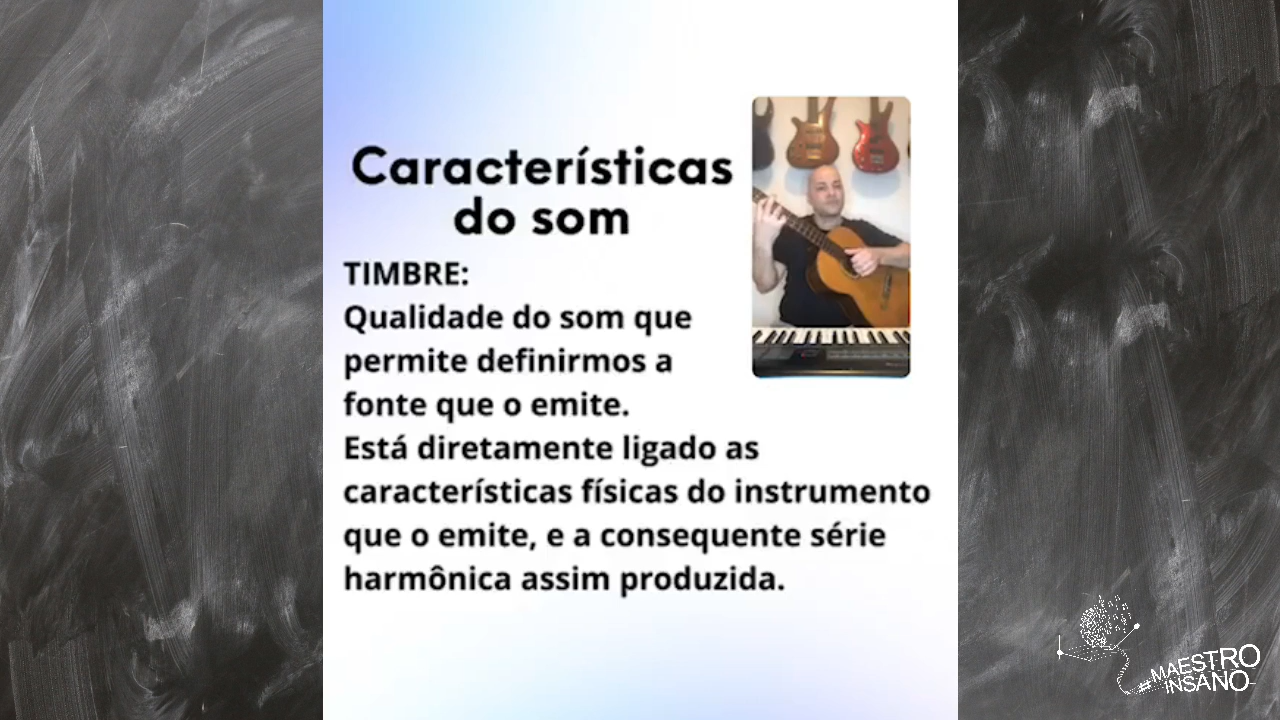 Características
do som
TIMBRE:
Qualidade do som que
permite definirmos a
fonte que o emite.
Está diretamente ligado as
características físicas do instrumento
que o emite, e a consequente série
harmônica assim produzida.
#MAESTRO
INSANO